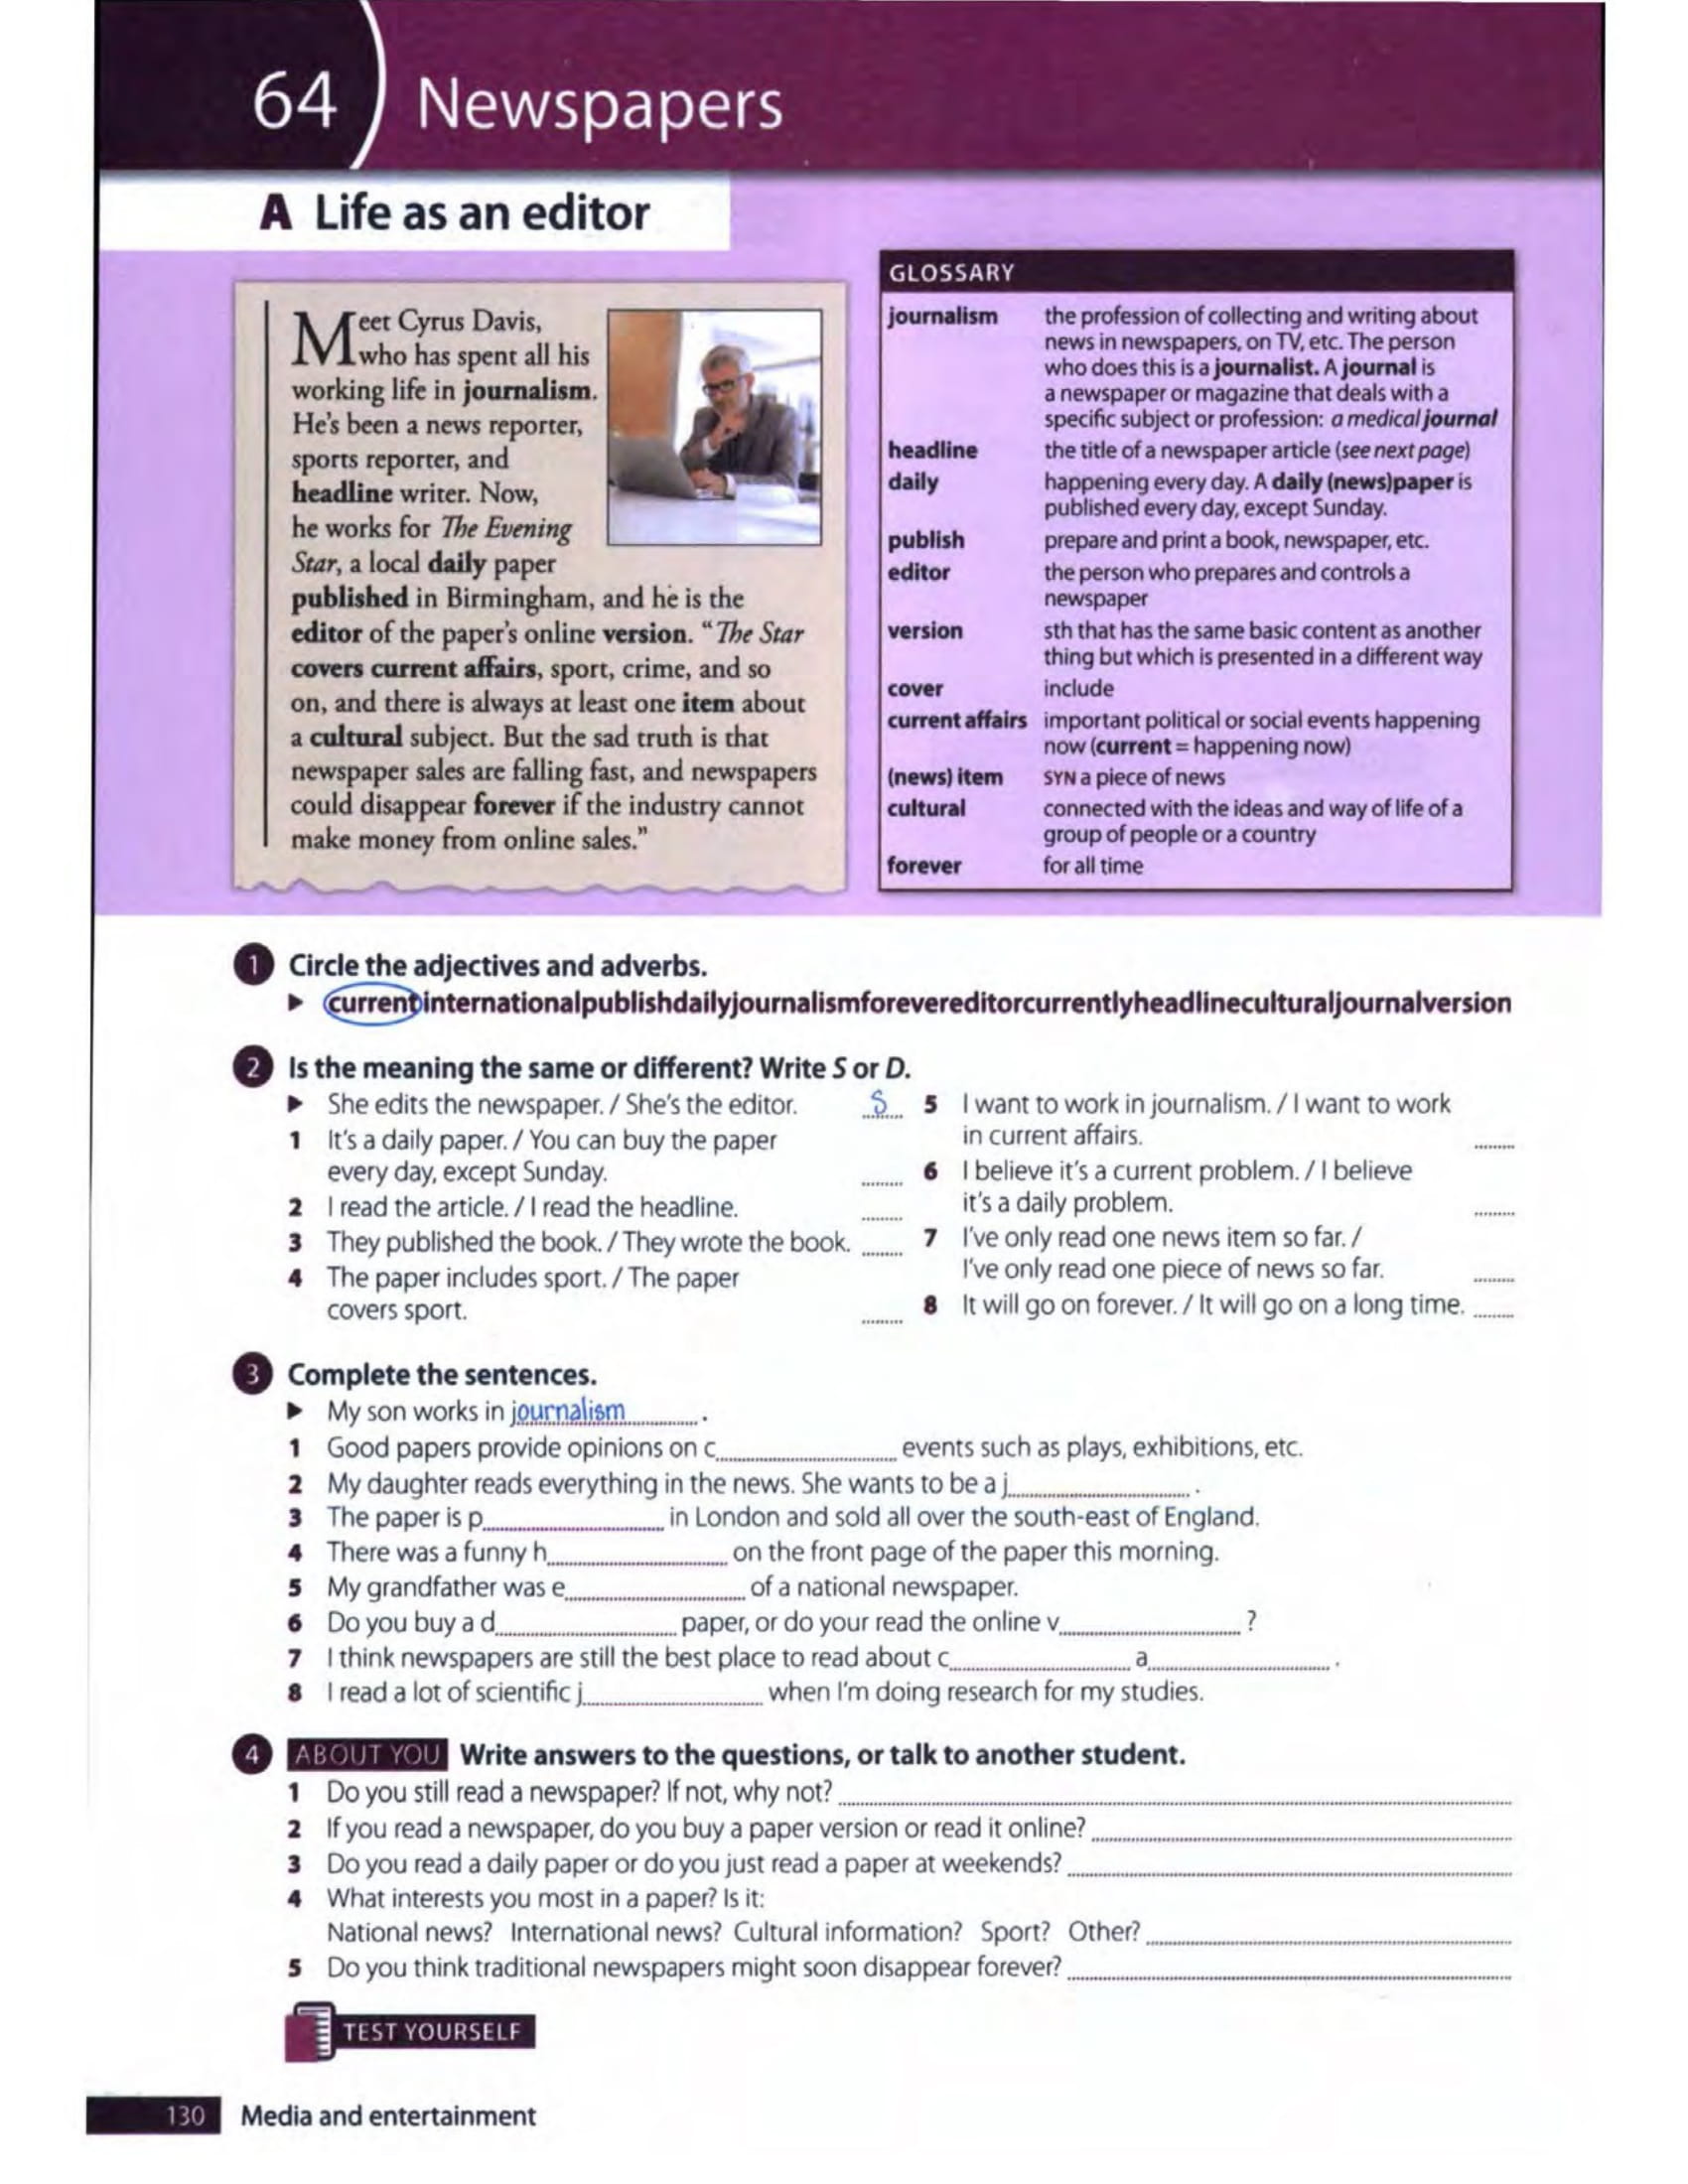 64 Newspapers
A Life as an editor
Meet Cyrus Davis,
who has spent all his
working life in journalism.
He's been a news reporter,
sports reporter, and
headline writer. Now,
he works for The Evening
Star, a local daily paper
published in Birmingham, and he is the
editor of the paper's online version. "The Star
covers current affairs, sport, crime, and so
on, and there is always at least one item about
a cultural subject. But the sad truth is that
newspaper sales are falling fast, and newspapers
could disappear forever if the industry cannot
make money from online sales."
GLOSSARY
journalism the profession of collecting and writing about
news in newspapers, on TV, etc. The person
who does this is a journalist. A journal is
a newspaper or magazine that deals with a
specific subject or profession: a medical journal
headline the title of a newspaper article (see next page)
daily happening every day. A daily (news)paper is
published every day, except Sunday.
publish prepare and print a book, newspaper, etc.
editor the person who prepares and controls a
newspaper
version sth that has the same basic content as another
thing but which is presented in a different way
cover include
current affairs important political or social events happening
now (current = happening now)
(news) item SYN a piece of news
cultural connected with the ideas and way of life of a
group of people or a country
forever for all time
1 Circle the adjectives and adverbs.
▶ currentinternationalpublishdailyjournalismforevereditorcurrentlyheadlineculturaljournalversion
2 Is the meaning the same or different? Write S or D.
▶ She edits the newspaper. / She's the editor. S
1 It's a daily paper. / You can buy the paper
every day, except Sunday. ........
2 I read the article. / I read the headline. ........
3 They published the book. / They wrote the book. ........
4 The paper includes sport. / The paper
covers sport. ........
5 I want to work in journalism. / I want to work
in current affairs. ........
6 I believe it's a current problem. / I believe
it's a daily problem. ........
7 I've only read one news item so far. /
I've only read one piece of news so far. ........
8 It will go on forever. / It will go on a long time. ........
3 Complete the sentences.
▶ My son works in journalism .
1 Good papers provide opinions on c........ events such as plays, exhibitions, etc.
2 My daughter reads everything in the news. She wants to be a j........ .
3 The paper is p........ in London and sold all over the south-east of England.
4 There was a funny h........ on the front page of the paper this morning.
5 My grandfather was e........ of a national newspaper.
6 Do you buy a d........ paper, or do your read the online v........ ?
7 I think newspapers are still the best place to read about c........ a........ .
8 I read a lot of scientific j........ when I'm doing research for my studies.
4 ABOUT YOU Write answers to the questions, or talk to another student.
1 Do you still read a newspaper? If not, why not? ........
2 If you read a newspaper, do you buy a paper version or read it online? ........
3 Do you read a daily paper or do you just read a paper at weekends? ........
4 What interests you most in a paper? Is it:
National news? International news? Cultural information? Sport? Other? ........
5 Do you think traditional newspapers might soon disappear forever? ........
TEST YOURSELF
130 Media and entertainment